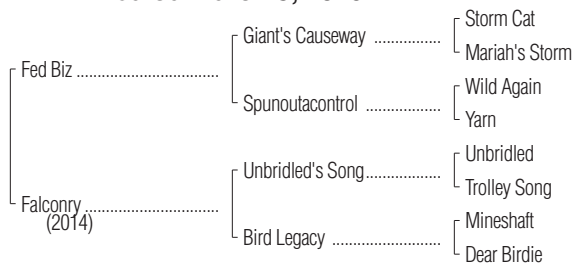 Fed Biz
Falconry
(2014)
Giant's Causeway
Spunoutacontrol
Unbridled's Song
Bird Legacy
Storm Cat
Mariah's Storm
Wild Again
Yarn
Unbridled
Trolley Song
Mineshaft
Dear Birdie